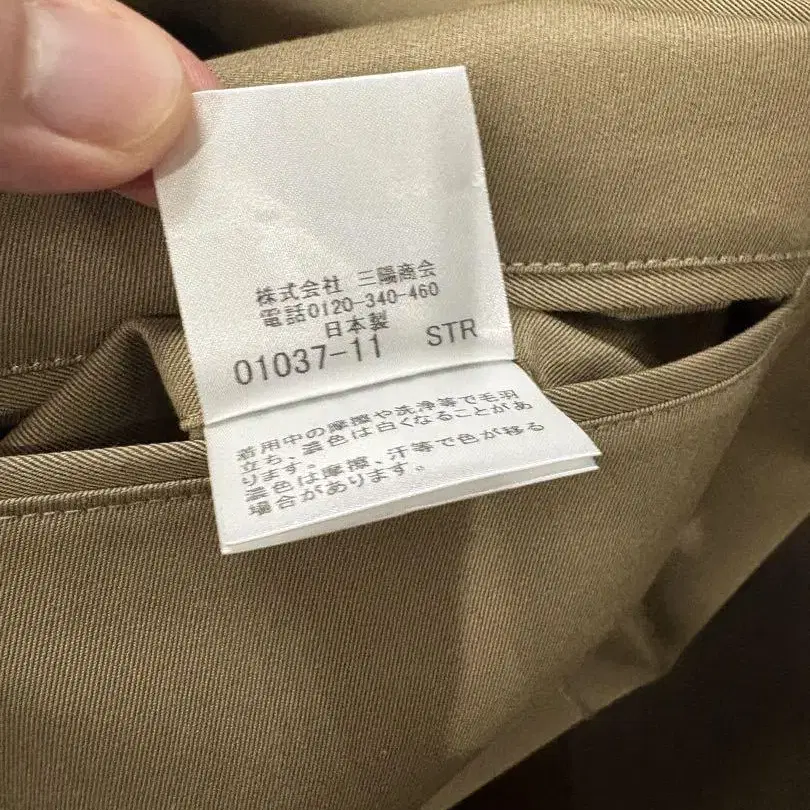 株式会社 三陽商会
電話0120-340-460
日本製
01037-11 STR
着用中の摩擦や洗浄等で毛羽
立ち、濃色は白くなることがあ
ります。
濃色は摩擦、汗等で色が移る
場合があります。